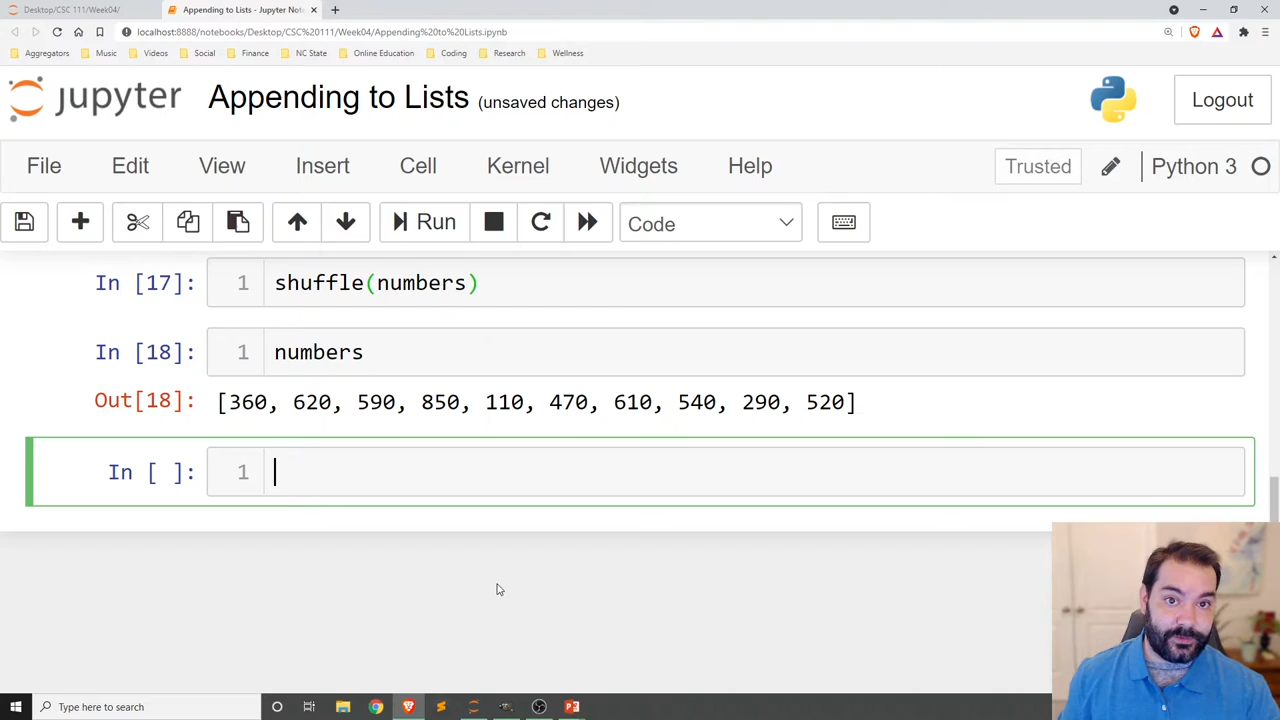 Desktop/CSC 111/Week04/
Appending to Lists - Jupyter Not
localhost:8888/notebooks/Desktop/CSC%20111/Week04/Appending%20to%20Lists.ipynb
Aggregators Music Videos Social Finance NC State Online Education Coding Research Wellness
jupyter Appending to Lists (unsaved changes) Logout
File Edit View Insert Cell Kernel Widgets Help Trusted Python 3
Run Code
In [17]: 1 shuffle(numbers)
In [18]: 1 numbers
Out[18]: [360, 620, 590, 850, 110, 470, 610, 540, 290, 520]
In [ ]: 1
Type here to search